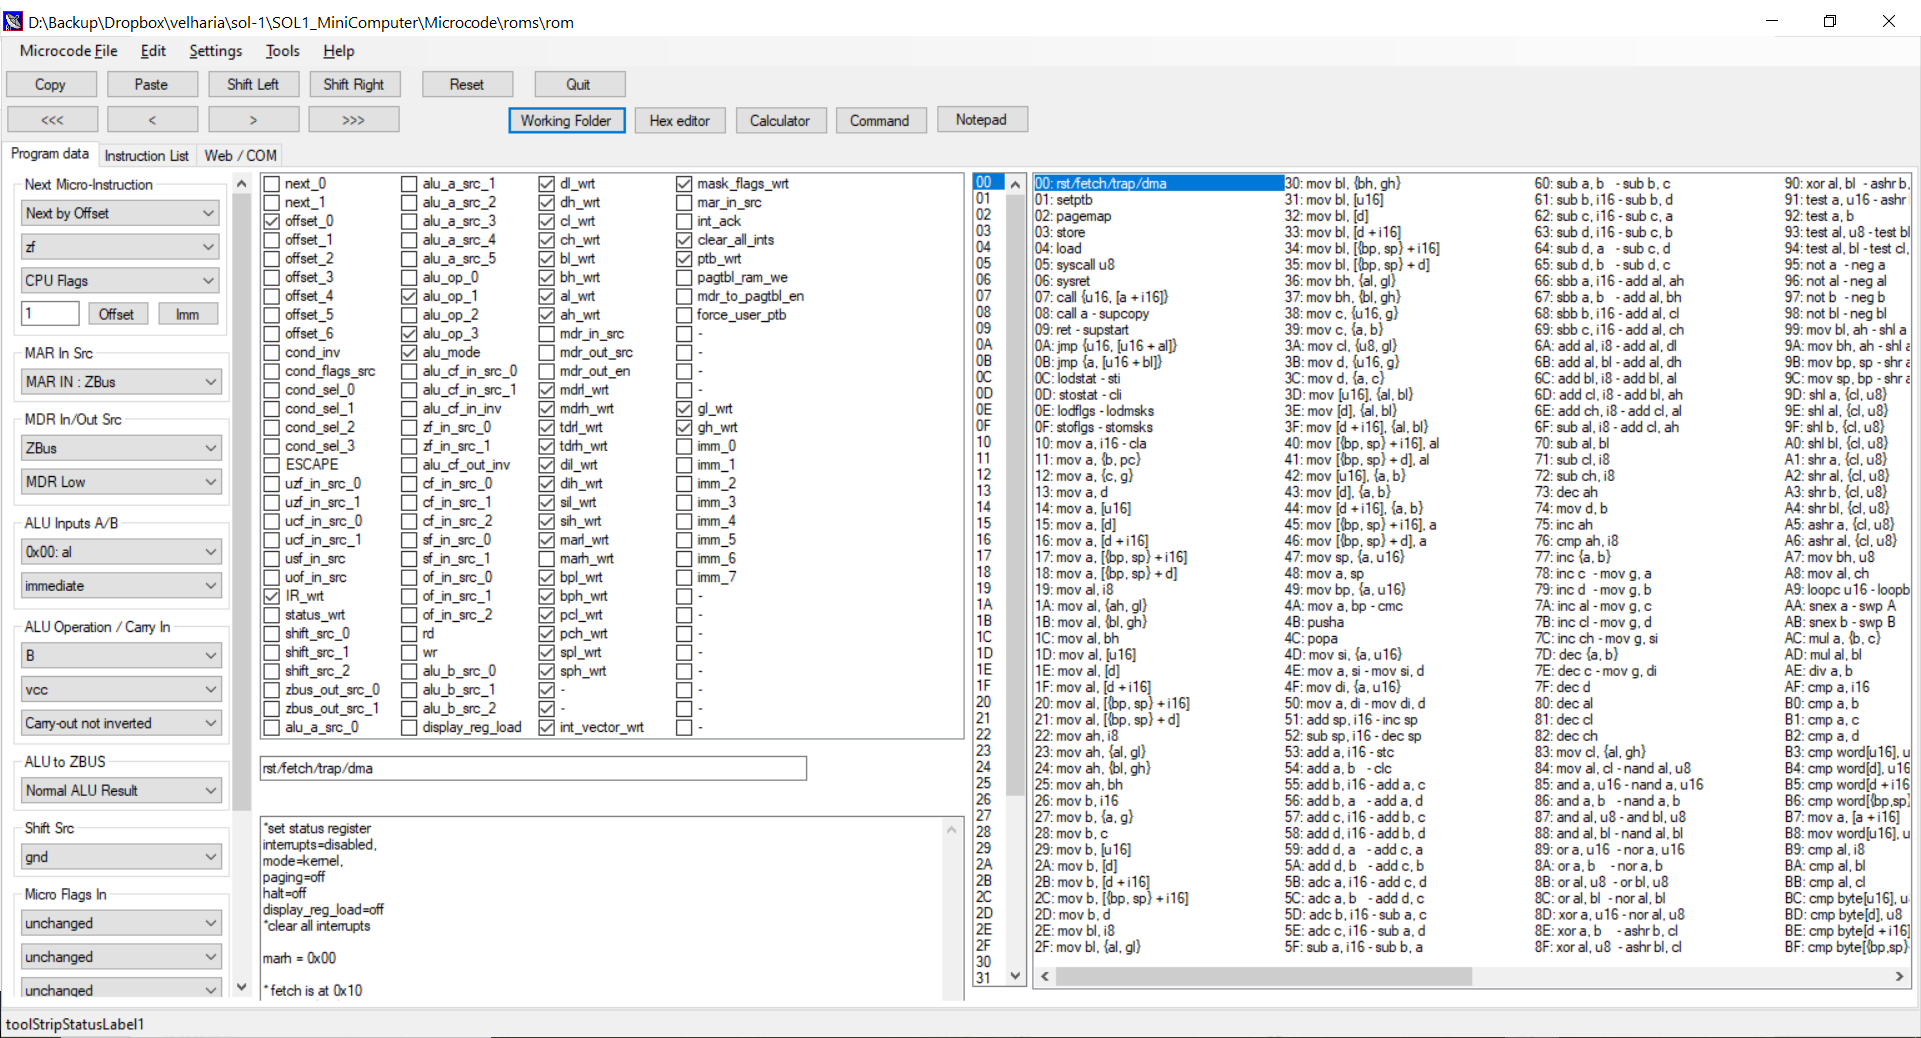 D:\Backup\Dropbox\velharia\sol-1\SOL1_MiniComputer\Microcode\roms\rom
Microcode File Edit Settings Tools Help
Copy Paste Shift Left Shift Right Reset Quit
<<< < > >>> Working Folder Hex editor Calculator Command Notepad
Program data Instruction List Web / COM
Next Micro-Instruction
Next by Offset
zf
CPU Flags
1 Offset Imm
MAR In Src
MAR IN : ZBus
MDR In/Out Src
ZBus
MDR Low
ALU Inputs A/B
0x00: al
immediate
ALU Operation / Carry In
B
vcc
Carry-out not inverted
ALU to ZBUS
Normal ALU Result
Shift Src
gnd
Micro Flags In
unchanged
unchanged
unchanged
next_0
next_1
offset_0
offset_1
offset_2
offset_3
offset_4
offset_5
offset_6
cond_inv
cond_flags_src
cond_sel_0
cond_sel_1
cond_sel_2
cond_sel_3
ESCAPE
uzf_in_src_0
uzf_in_src_1
ucf_in_src_0
ucf_in_src_1
usf_in_src
uof_in_src
IR_wrt
status_wrt
shift_src_0
shift_src_1
shift_src_2
zbus_out_src_0
zbus_out_src_1
alu_a_src_0
alu_a_src_1
alu_a_src_2
alu_a_src_3
alu_a_src_4
alu_a_src_5
alu_op_0
alu_op_1
alu_op_2
alu_op_3
alu_mode
alu_cf_in_src_0
alu_cf_in_src_1
alu_cf_in_inv
zf_in_src_0
zf_in_src_1
alu_cf_out_inv
cf_in_src_0
cf_in_src_1
cf_in_src_2
sf_in_src_0
sf_in_src_1
of_in_src_0
of_in_src_1
of_in_src_2
rd
wr
alu_b_src_0
alu_b_src_1
alu_b_src_2
display_reg_load
dl_wrt
dh_wrt
cl_wrt
ch_wrt
bl_wrt
bh_wrt
al_wrt
ah_wrt
mdr_in_src
mdr_out_src
mdr_out_en
mdrl_wrt
mdrh_wrt
tdrl_wrt
tdrh_wrt
dil_wrt
dih_wrt
sil_wrt
sih_wrt
marl_wrt
marh_wrt
bpl_wrt
bph_wrt
pcl_wrt
pch_wrt
spl_wrt
sph_wrt
-
-
int_vector_wrt
mask_flags_wrt
mar_in_src
int_ack
clear_all_ints
ptb_wrt
pagtbl_ram_we
mdr_to_pagtbl_en
force_user_ptb
-
-
-
-
gl_wrt
gh_wrt
imm_0
imm_1
imm_2
imm_3
imm_4
imm_5
imm_6
imm_7
-
-
-
-
-
-
-
-
rst/fetch/trap/dma
*set status register
interrupts=disabled,
mode=kernel,
paging=off
halt=off
display_reg_load=off
*clear all interrupts
marh = 0x00
* fetch is at 0x10
00
01
02
03
04
05
06
07
08
09
0A
0B
0C
0D
0E
0F
10
11
12
13
14
15
16
17
18
19
1A
1B
1C
1D
1E
1F
20
21
22
23
24
25
26
27
28
29
2A
2B
2C
2D
2E
2F
30
31
00: rst/fetch/trap/dma
01: setptb
02: pagemap
03: store
04: load
05: syscall u8
06: sysret
07: call {u16, [a + i16]}
08: call a - supcopy
09: ret - supstart
0A: jmp {u16, [u16 + al]}
0B: jmp {a, [u16 + bl]}
0C: lodstat - sti
0D: stostat - cli
0E: lodflgs - lodmsks
0F: stoflgs - stomsks
10: mov a, i16 - cla
11: mov a, {b, pc}
12: mov a, {c, g}
13: mov a, d
14: mov a, [u16]
15: mov a, [d]
16: mov a, [d + i16]
17: mov a, [{bp, sp} + i16]
18: mov a, [{bp, sp} + d]
19: mov al, i8
1A: mov al, {ah, gl}
1B: mov al, {bl, gh}
1C: mov al, bh
1D: mov al, [u16]
1E: mov al, [d]
1F: mov al, [d + i16]
20: mov al, [{bp, sp} + i16]
21: mov al, [{bp, sp} + d]
22: mov ah, i8
23: mov ah, {al, gl}
24: mov ah, {bl, gh}
25: mov ah, bh
26: mov b, i16
27: mov b, {a, g}
28: mov b, c
29: mov b, [u16]
2A: mov b, [d]
2B: mov b, [d + i16]
2C: mov b, [{bp, sp} + i16]
2D: mov b, d
2E: mov bl, i8
2F: mov bl, {al, gl}
30: mov bl, {bh, gh}
31: mov bl, [u16]
32: mov bl, [d]
33: mov bl, [d + i16]
34: mov bl, [{bp, sp} + i16]
35: mov bl, [{bp, sp} + d]
36: mov bh, {al, gl}
37: mov bh, {bl, gh}
38: mov c, {u16, g}
39: mov c, {a, b}
3A: mov cl, {u8, gl}
3B: mov d, {u16, g}
3C: mov d, {a, c}
3D: mov [u16], {al, bl}
3E: mov [d], {al, bl}
3F: mov [d + i16], {al, bl}
40: mov [{bp, sp} + i16], al
41: mov [{bp, sp} + d], al
42: mov [u16], {a, b}
43: mov [d], {a, b}
44: mov [d + i16], {a, b}
45: mov [{bp, sp} + i16], a
46: mov [{bp, sp} + d], a
47: mov sp, {a, u16}
48: mov a, sp
49: mov bp, {a, u16}
4A: mov a, bp - cmc
4B: pusha
4C: popa
4D: mov si, {a, u16}
4E: mov a, si - mov si, d
4F: mov di, {a, u16}
50: mov a, di - mov di, d
51: add sp, i16 - inc sp
52: sub sp, i16 - dec sp
53: add a, i16 - stc
54: add a, b - clc
55: add b, i16 - add a, c
56: add b, a - add a, d
57: add c, i16 - add b, c
58: add d, i16 - add b, d
59: add d, a - add c, a
5A: add d, b - add c, b
5B: adc a, i16 - add c, d
5C: adc a, b - add d, c
5D: adc b, i16 - sub a, c
5E: adc c, i16 - sub a, d
5F: sub a, i16 - sub b, a
60: sub a, b - sub b, c
61: sub b, i16 - sub b, d
62: sub c, i16 - sub c, a
63: sub d, i16 - sub c, b
64: sub d, a - sub c, d
65: sub d, b - sub d, c
66: sbb a, i16 - add al, ah
67: sbb a, b - add al, bh
68: sbb b, i16 - add al, cl
69: sbb c, i16 - add al, ch
6A: add al, i8 - add al, dl
6B: add al, bl - add al, dh
6C: add bl, i8 - add bl, al
6D: add cl, i8 - add bl, ah
6E: add ch, i8 - add cl, al
6F: sub al, i8 - add cl, ah
70: sub al, bl
71: sub cl, i8
72: sub ch, i8
73: dec ah
74: mov d, b
75: inc ah
76: cmp ah, i8
77: inc {a, b}
78: inc c - mov g, a
79: inc d - mov g, b
7A: inc al - mov g, c
7B: inc cl - mov g, d
7C: inc ch - mov g, si
7D: dec {a, b}
7E: dec c - mov g, di
7F: dec d
80: dec al
81: dec cl
82: dec ch
83: mov cl, {al, gh}
84: mov al, cl - nand al, u8
85: and a, u16 - nand a, u16
86: and a, b - nand a, b
87: and al, u8 - and bl, u8
88: and al, bl - nand al, bl
89: or a, u16 - nor a, u16
8A: or a, b - nor a, b
8B: or al, u8 - or bl, u8
8C: or al, bl - nor al, bl
8D: xor a, u16 - nor al, u8
8E: xor a, b - ashr b, cl
8F: xor al, u8 - ashr bl, cl
90: xor al, bl - ashr b,
91: test a, u16 - ashr
92: test a, b
93: test al, u8 - test bl
94: test al, bl - test cl,
95: not a - neg a
96: not al - neg al
97: not b - neg b
98: not bl - neg bl
99: mov bl, ah - shl a
9A: mov bh, ah - shl
9B: mov bp, sp - shr
9C: mov sp, bp - shr
9D: shl a, {cl, u8}
9E: shl al, {cl, u8}
9F: shl b, {cl, u8}
A0: shl bl, {cl, u8}
A1: shr a, {cl, u8}
A2: shr al, {cl, u8}
A3: shr b, {cl, u8}
A4: shr bl, {cl, u8}
A5: ashr a, {cl, u8}
A6: ashr al, {cl, u8}
A7: mov bh, u8
A8: mov al, ch
A9: loopc u16 - loopb
AA: snex a - swp A
AB: snex b - swp B
AC: mul a, {b, c}
AD: mul al, bl
AE: div a, b
AF: cmp a, i16
B0: cmp a, b
B1: cmp a, c
B2: cmp a, d
B3: cmp word[u16], u
B4: cmp word[d], u16
B5: cmp word[d + i16
B6: cmp word[{bp,sp}
B7: mov a, [a + i16]
B8: mov word[u16], u
B9: cmp al, i8
BA: cmp al, bl
BB: cmp al, cl
BC: cmp byte[u16], u
BD: cmp byte[d], u8
BE: cmp byte[d + i16]
BF: cmp byte[{bp,sp}
toolStripStatusLabel1